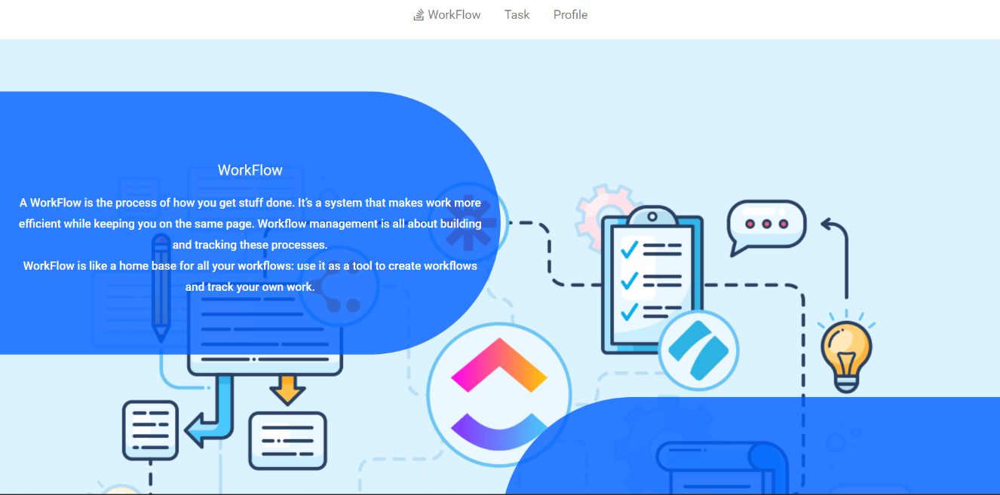 WorkFlow Task Profile
WorkFlow
A WorkFlow is the process of how you get stuff done. It’s a system that makes work more
efficient while keeping you on the same page. Workflow management is all about building
and tracking these processes.
WorkFlow is like a home base for all your workflows: use it as a tool to create workflows
and track your own work.